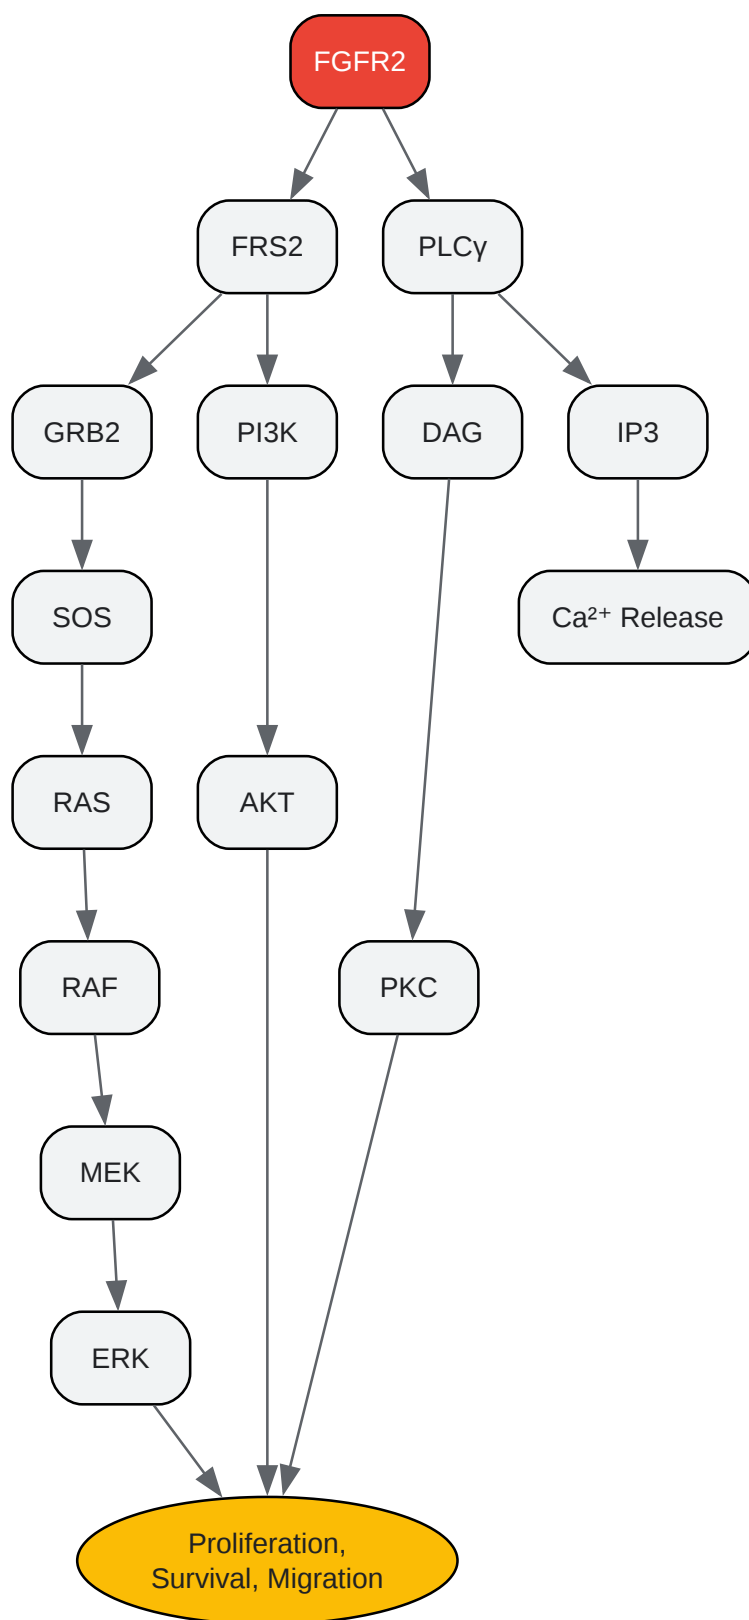 FGFR2
FRS2
PLCγ
GRB2
PI3K
DAG
IP3
SOS
Ca²⁺ Release
RAS
AKT
RAF
PKC
MEK
ERK
Proliferation,
Survival, Migration